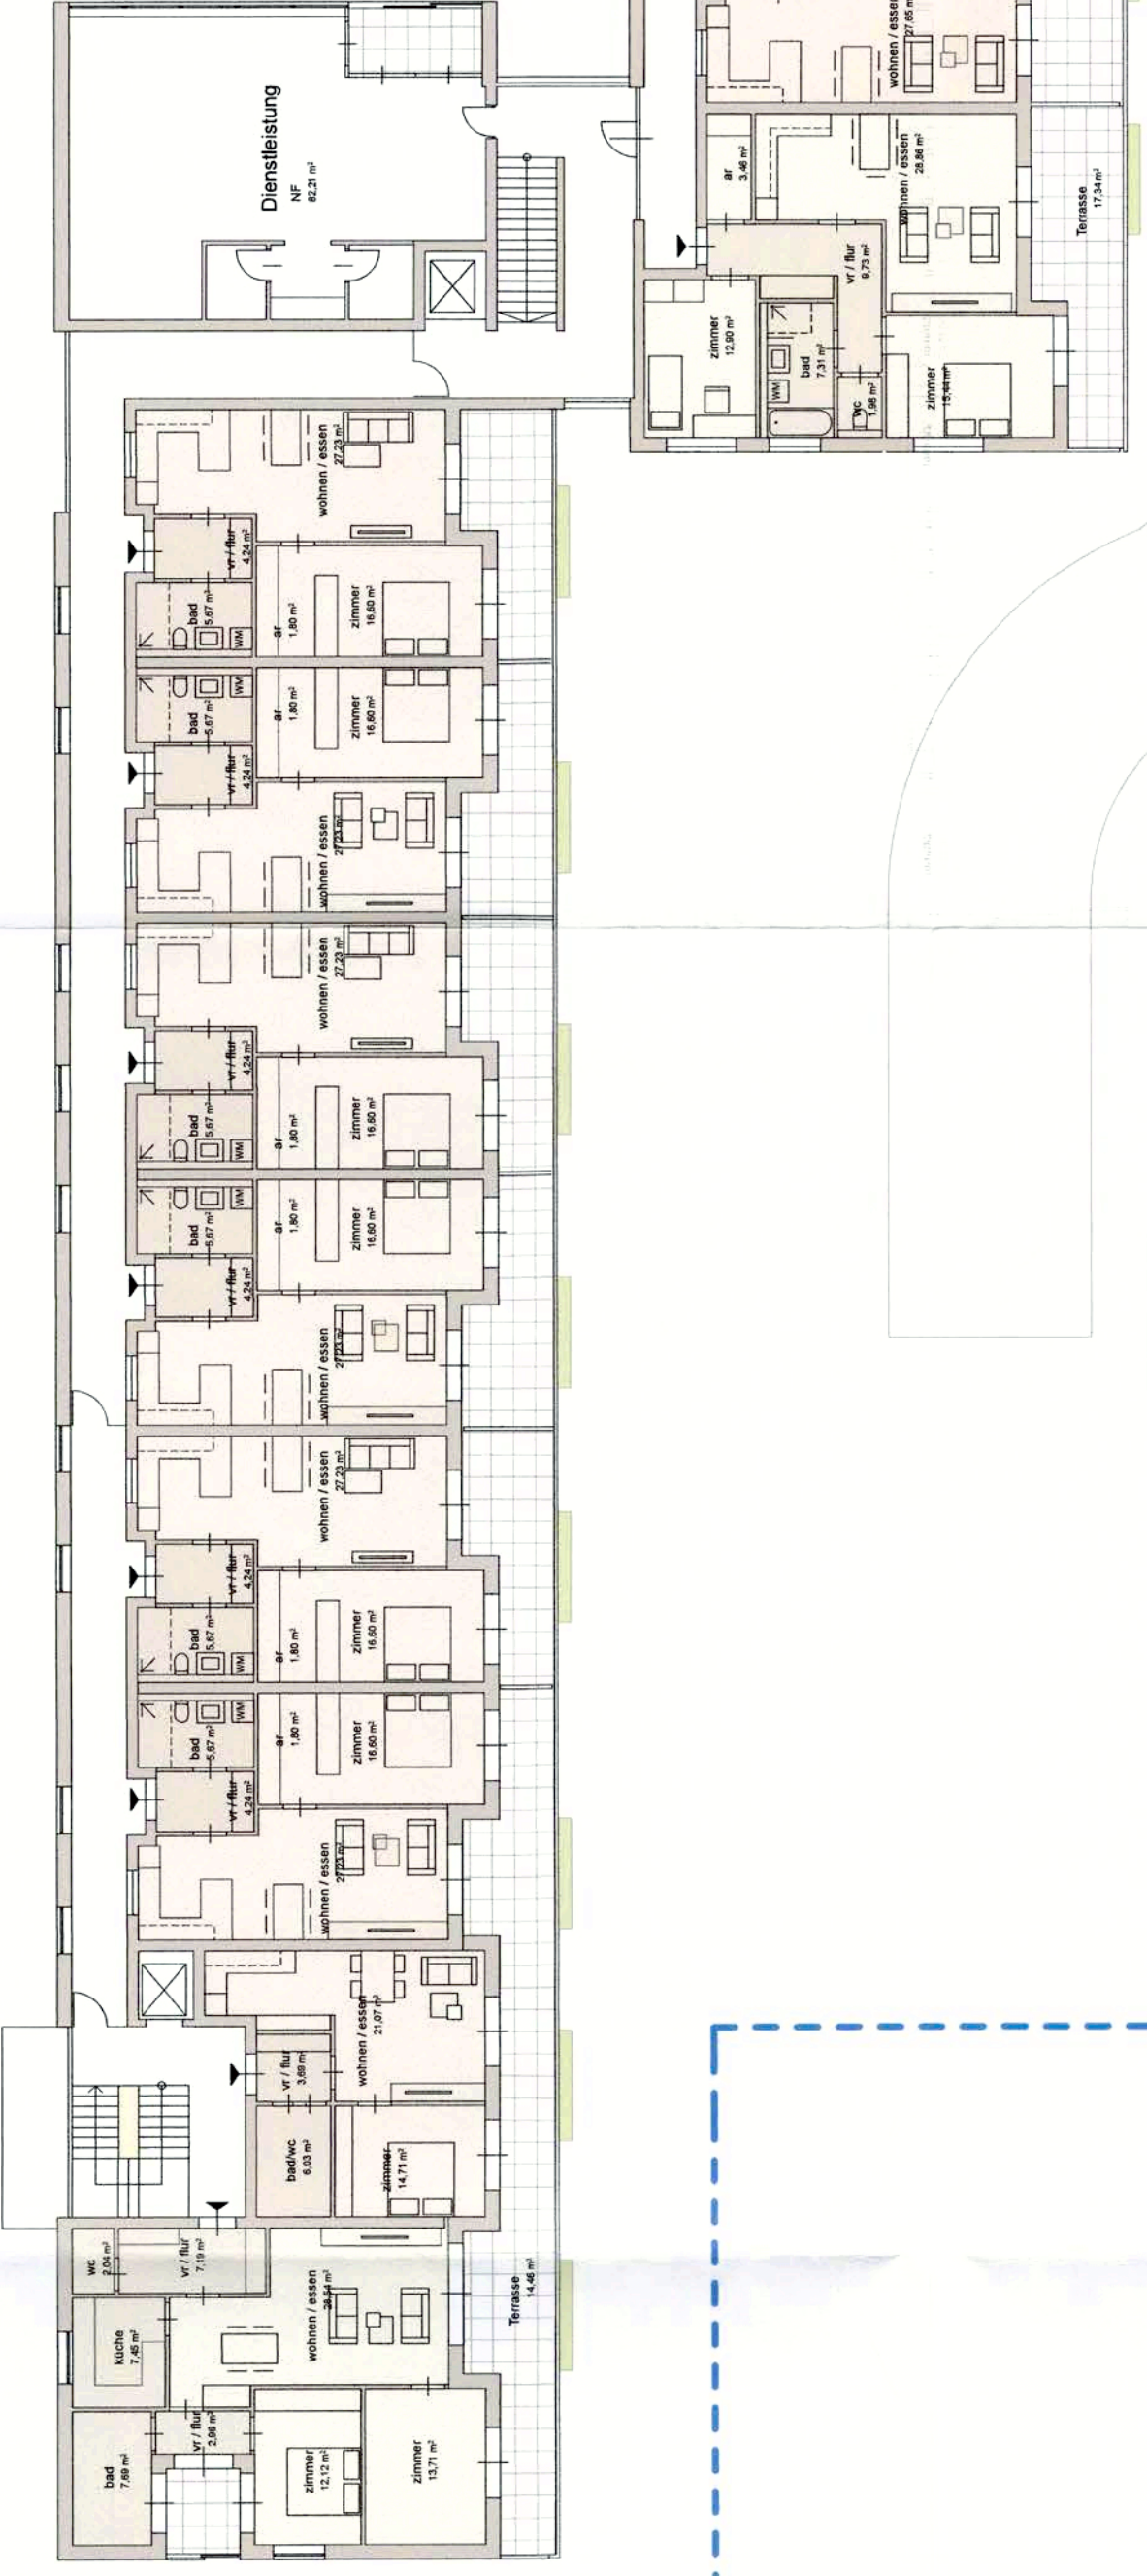 wohnen / essen
27,65 m²
Dienstleistung
NF
62,21 m²
ar
3,46 m²
wohnen / essen
28,86 m²
Terrasse
17,34 m²
vr / flur
9,73 m²
zimmer
12,90 m²
bad
7,31 m²
WM
wc
1,96 m²
zimmer
15,44 m²
wohnen / essen
27,23 m²
vr / flur
4,24 m²
bad
5,67 m²
WM
ar
1,80 m²
zimmer
16,60 m²
bad
5,67 m²
WM
ar
1,80 m²
zimmer
16,60 m²
vr / flur
4,24 m²
wohnen / essen
27,23 m²
wohnen / essen
27,23 m²
vr / flur
4,24 m²
bad
5,67 m²
WM
ar
1,80 m²
zimmer
16,60 m²
bad
5,67 m²
WM
ar
1,80 m²
zimmer
16,60 m²
vr / flur
4,24 m²
wohnen / essen
27,23 m²
wohnen / essen
27,23 m²
vr / flur
4,24 m²
bad
5,67 m²
WM
ar
1,80 m²
zimmer
16,60 m²
bad
5,67 m²
WM
ar
1,80 m²
zimmer
16,60 m²
vr / flur
4,24 m²
wohnen / essen
27,23 m²
wohnen / essen
21,07 m²
vr / flur
3,69 m²
bad/wc
6,03 m²
zimmer
14,71 m²
wc
2,04 m²
vr / flur
7,19 m²
wohnen / essen
28,54 m²
Terrasse
14,46 m²
küche
7,45 m²
vr / flur
2,96 m²
bad
7,69 m²
zimmer
12,12 m²
zimmer
13,71 m²